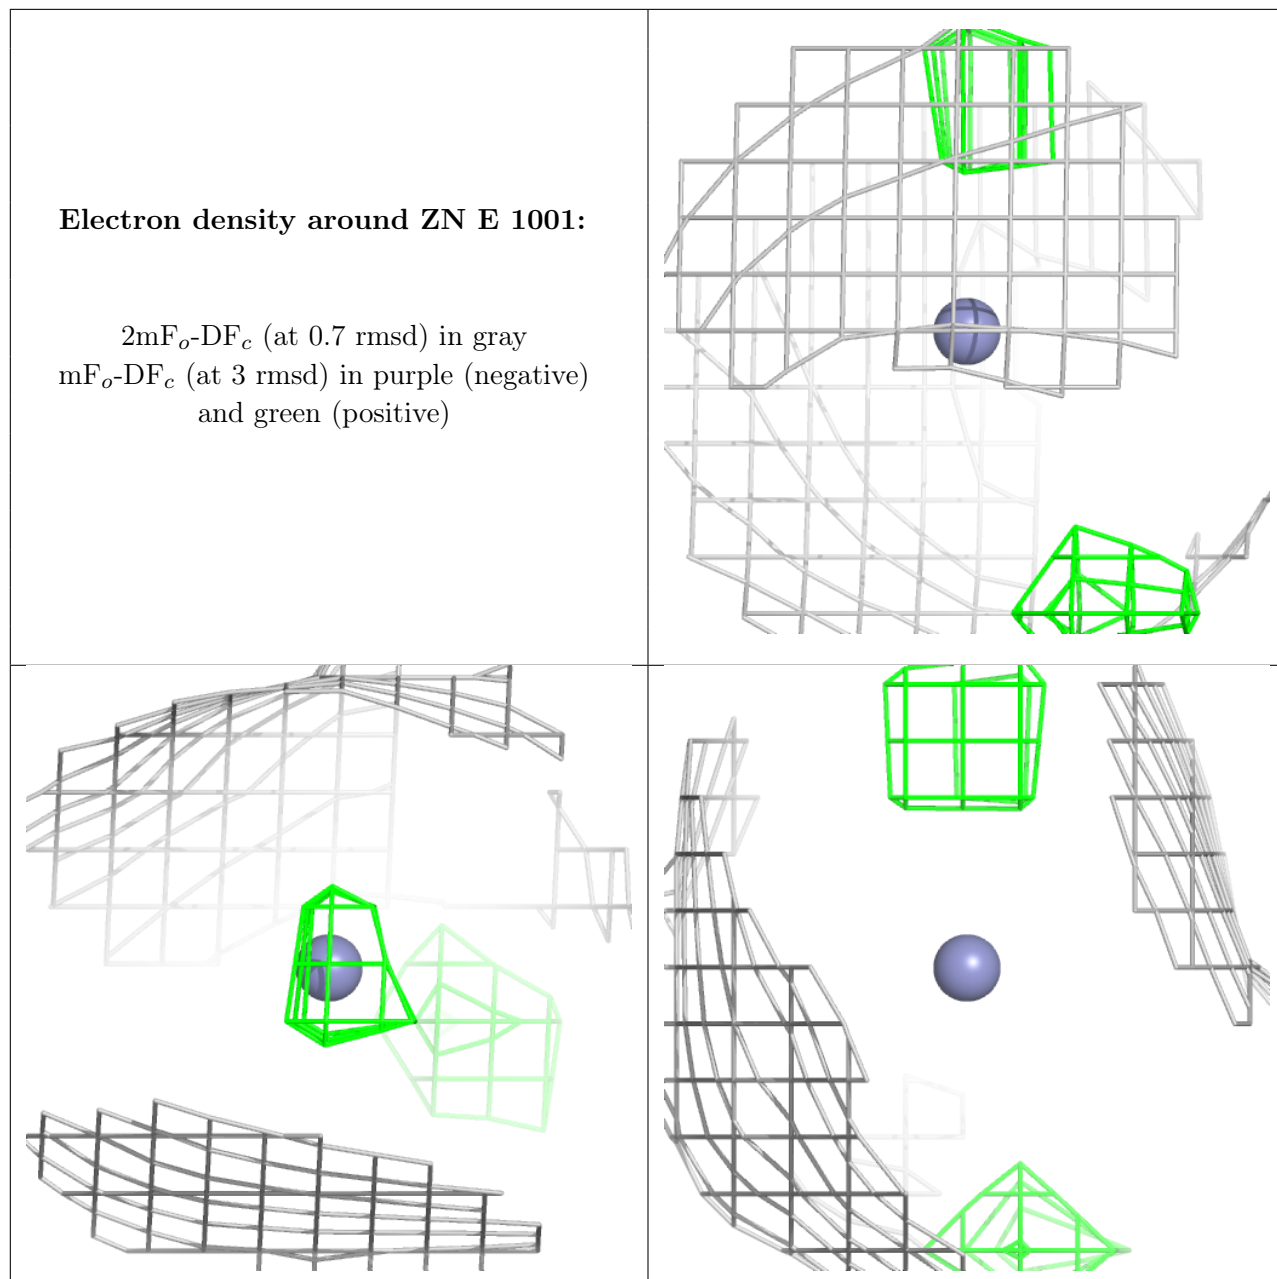 Electron density around ZN E 1001:
2mFo-DFc (at 0.7 rmsd) in gray
mFo-DFc (at 3 rmsd) in purple (negative)
and green (positive)